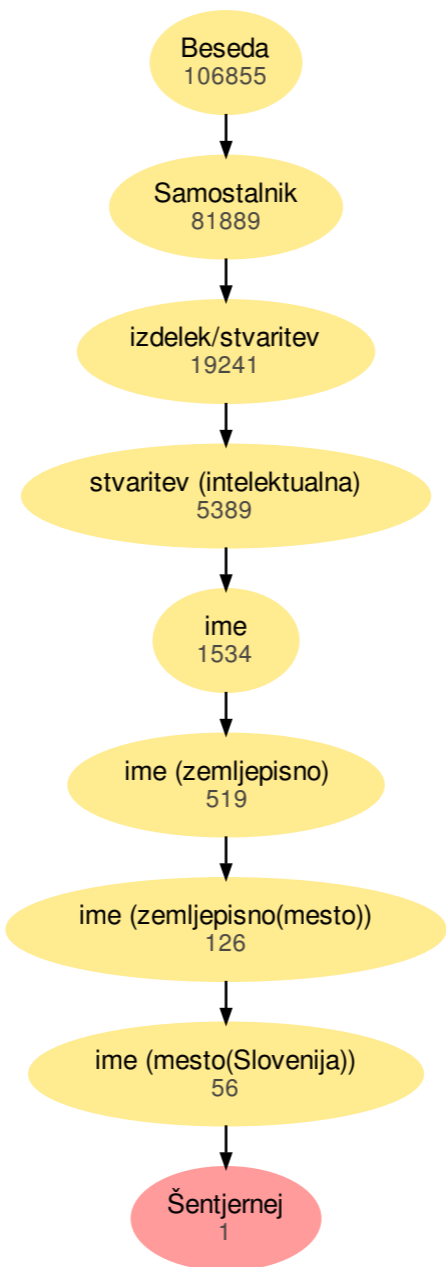 Beseda
106855
Samostalnik
81889
izdelek/stvaritev
19241
stvaritev (intelektualna)
5389
ime
1534
ime (zemljepisno)
519
ime (zemljepisno(mesto))
126
ime (mesto(Slovenija))
56
Šentjernej
1